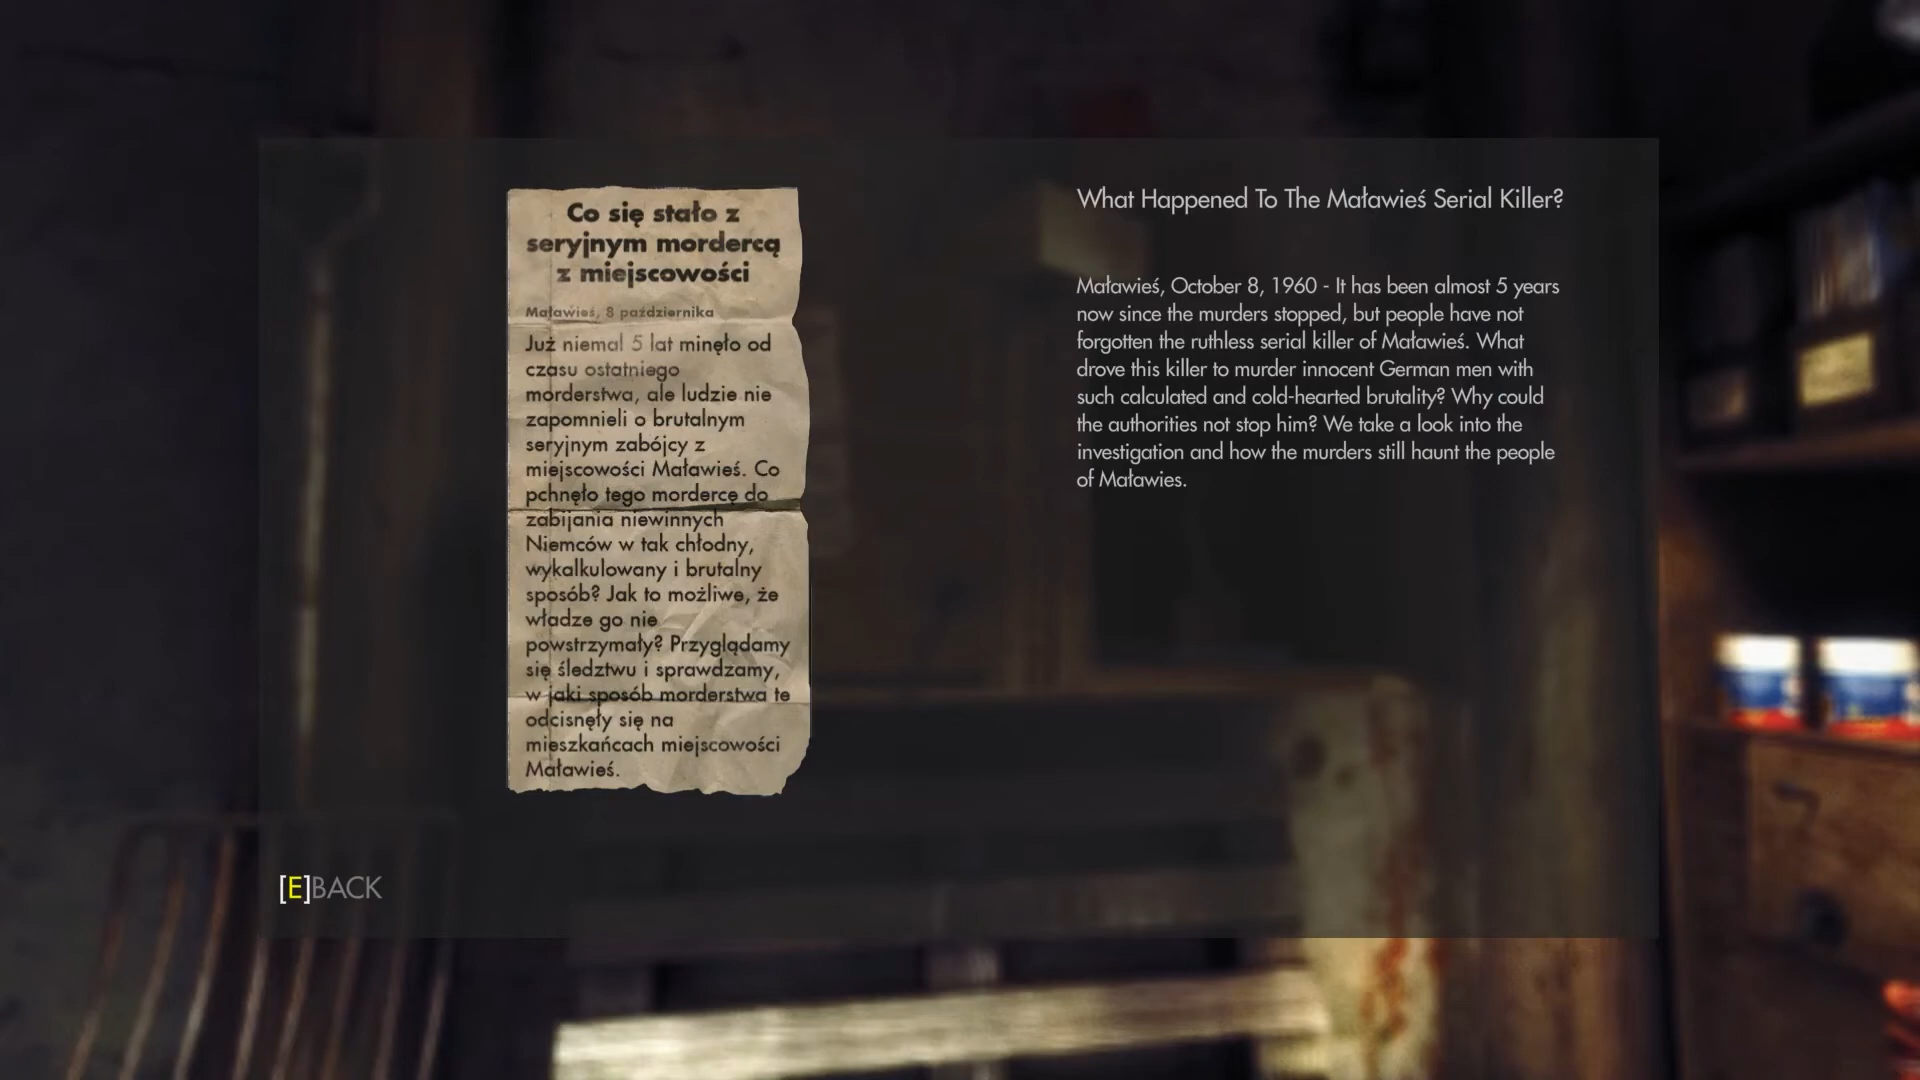 Co się stało z
seryjnym mordercą
z miejscowości
Maławieś, 8 października
Już niemal 5 lat minęło od
czasu ostatniego
morderstwa, ale ludzie nie
zapomnieli o brutalnym
seryjnym zabójcy z
miejscowości Maławieś. Co
pchnęło tego mordercę do
zabijania niewinnych
Niemców w tak chłodny,
wykalkulowany i brutalny
sposób? Jak to możliwe, że
władze go nie
powstrzymały? Przyglądamy
się śledztwu i sprawdzamy,
w jaki sposób morderstwa te
odcisnęły się na
mieszkańcach miejscowości
Maławieś.
What Happened To The Maławieś Serial Killer?
Maławieś, October 8, 1960 - It has been almost 5 years
now since the murders stopped, but people have not
forgotten the ruthless serial killer of Maławieś. What
drove this killer to murder innocent German men with
such calculated and cold-hearted brutality? Why could
the authorities not stop him? We take a look into the
investigation and how the murders still haunt the people
of Maławies.
[E]BACK